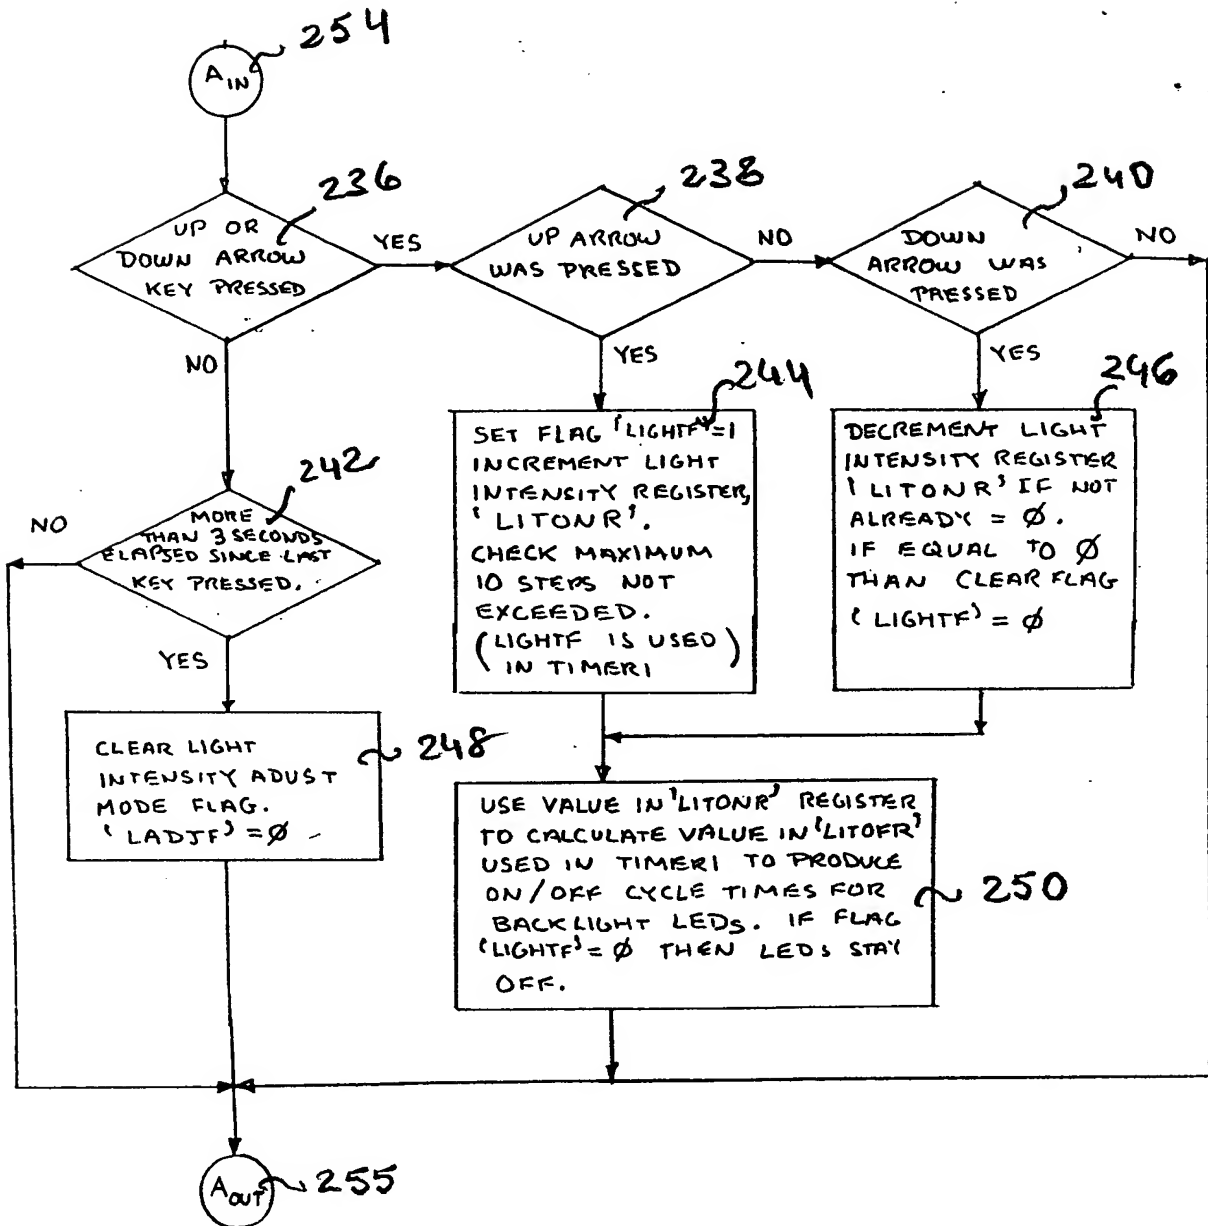 254
A IN
236
UP OR
DOWN ARROW
KEY PRESSED
YES
NO
238
UP ARROW
WAS PRESSED
NO
YES
240
DOWN
ARROW WAS
PRESSED
NO
YES
242
MORE
THAN 3 SECONDS
ELAPSED SINCE LAST
KEY PRESSED.
NO
YES
244
SET FLAG 'LIGHTF'=1
INCREMENT LIGHT
INTENSITY REGISTER,
'LITONR'.
CHECK MAXIMUM
10 STEPS NOT
EXCEEDED.
(LIGHTF IS USED
IN TIMER1)
246
DECREMENT LIGHT
INTENSITY REGISTER
'LITONR' IF NOT
ALREADY = Ø.
IF EQUAL TO Ø
THAN CLEAR FLAG
'LIGHTF' = Ø
248
CLEAR LIGHT
INTENSITY ADUST
MODE FLAG.
'LADJF' = Ø
USE VALUE IN 'LITONR' REGISTER
TO CALCULATE VALUE IN 'LITOFR'
USED IN TIMER1 TO PRODUCE
ON/OFF CYCLE TIMES FOR
BACKLIGHT LEDs. IF FLAG
'LIGHTF' = Ø THEN LEDs STAY
OFF.
250
A OUT
255